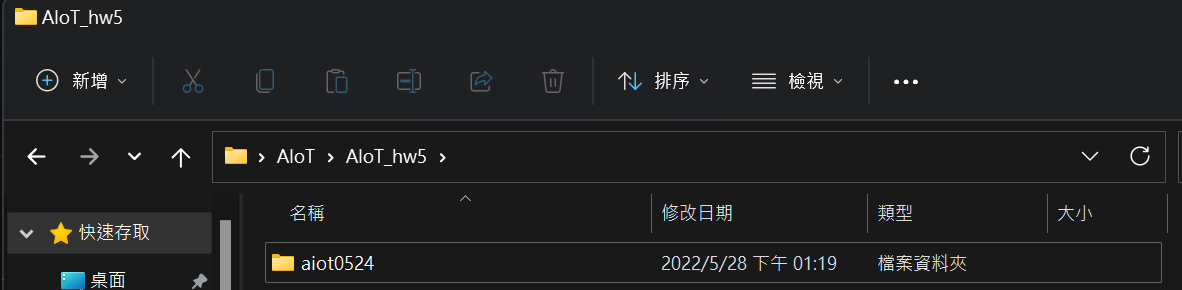 AIoT_hw5
新增 排序 檢視
AIoT AIoT_hw5
名稱 修改日期 類型 大小
快速存取
aiot0524 2022/5/28 下午 01:19 檔案資料夾
桌面